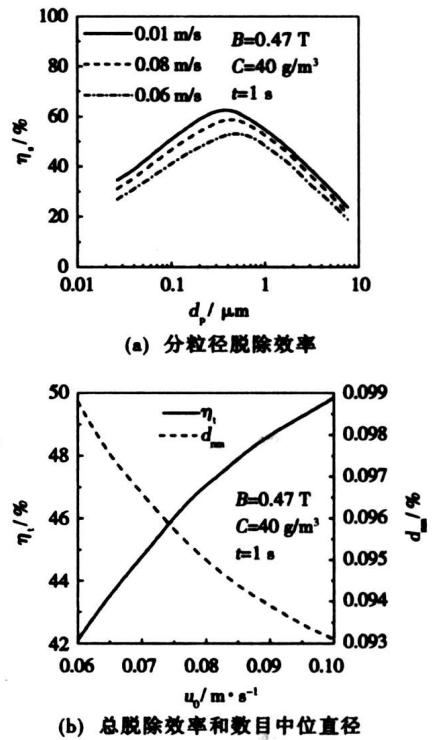 100
80
60
40
20
0
η_s/%
0.01 m/s
0.08 m/s
0.06 m/s
B=0.47 T
C=40 g/m³
t=1 s
0.01 0.1 1 10
d_p/ μm
(a) 分粒径脱除效率
50
48
46
44
42
η_t/%
η_t
d_nm
B=0.47 T
C=40 g/m³
t=1 s
0.099
0.098
0.097
0.096
0.095
0.094
0.093
0.06 0.07 0.08 0.09 0.10
u₀/ m·s⁻¹
(b) 总脱除效率和数目中位直径